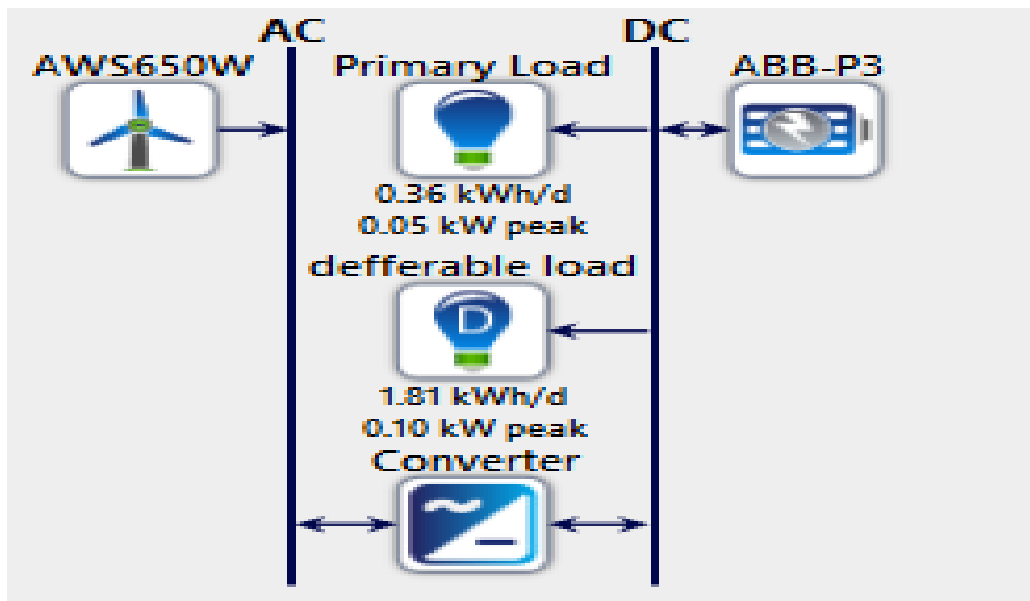 AC
DC
AWS650W
Primary Load
ABB-P3
0.36 kWh/d
0.05 kW peak
defferable load
D
1.81 kWh/d
0.10 kW peak
Converter